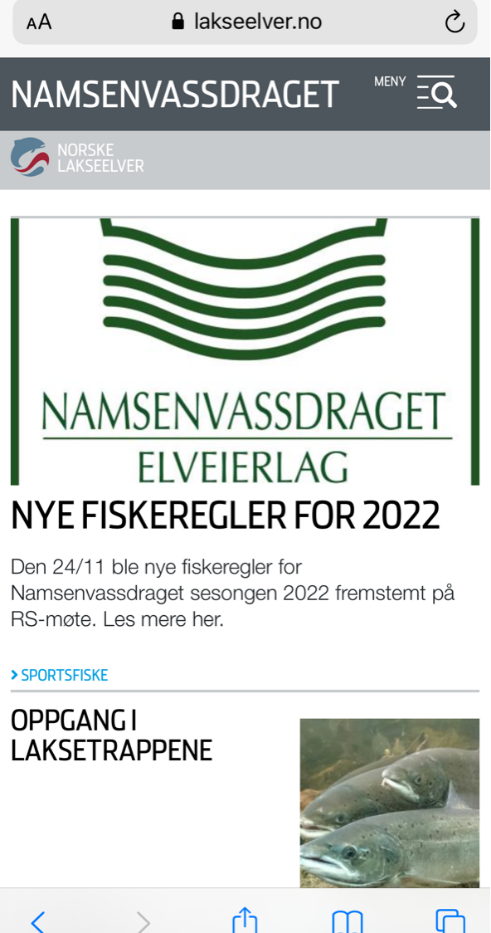 AA lakseelver.no
NAMSENVASSDRAGET MENY
NORSKE
LAKSEELVER
NAMSENVASSDRAGET
ELVEIERLAG
NYE FISKEREGLER FOR 2022
Den 24/11 ble nye fiskeregler for
Namsenvassdraget sesongen 2022 fremstemt på
RS-møte. Les mere her.
> SPORTSFISKE
OPPGANG I
LAKSETRAPPENE